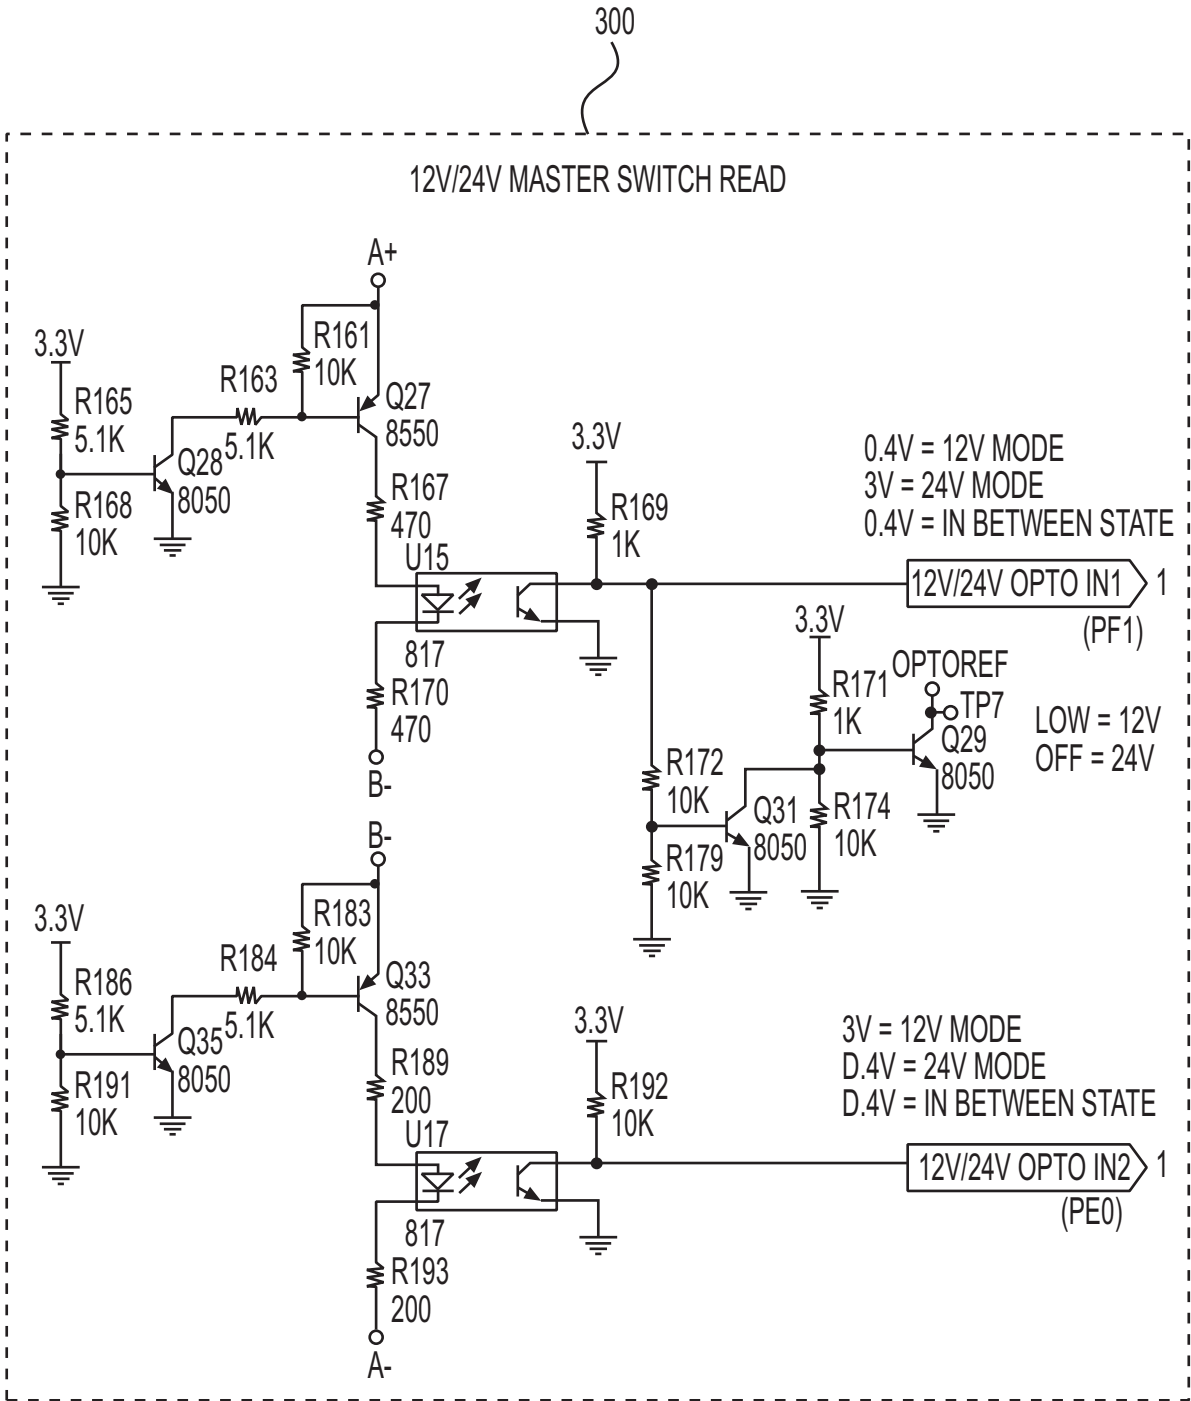 300
12V/24V MASTER SWITCH READ
A+
3.3V
R165
5.1K
R168
10K
Q28
8050
R163
5.1K
R161
10K
Q27
8550
R167
470
U15
817
R170
470
B-
3.3V
R169
1K
0.4V = 12V MODE
3V = 24V MODE
0.4V = IN BETWEEN STATE
12V/24V OPTO IN1
1
(PF1)
3.3V
R171
1K
OPTOREF
TP7
Q29
8050
LOW = 12V
OFF = 24V
R172
10K
Q31
8050
R174
10K
R179
10K
B-
3.3V
R186
5.1K
R191
10K
Q35
8050
R184
5.1K
R183
10K
Q33
8550
R189
200
U17
817
R193
200
A-
3.3V
R192
10K
3V = 12V MODE
D.4V = 24V MODE
D.4V = IN BETWEEN STATE
12V/24V OPTO IN2
1
(PE0)